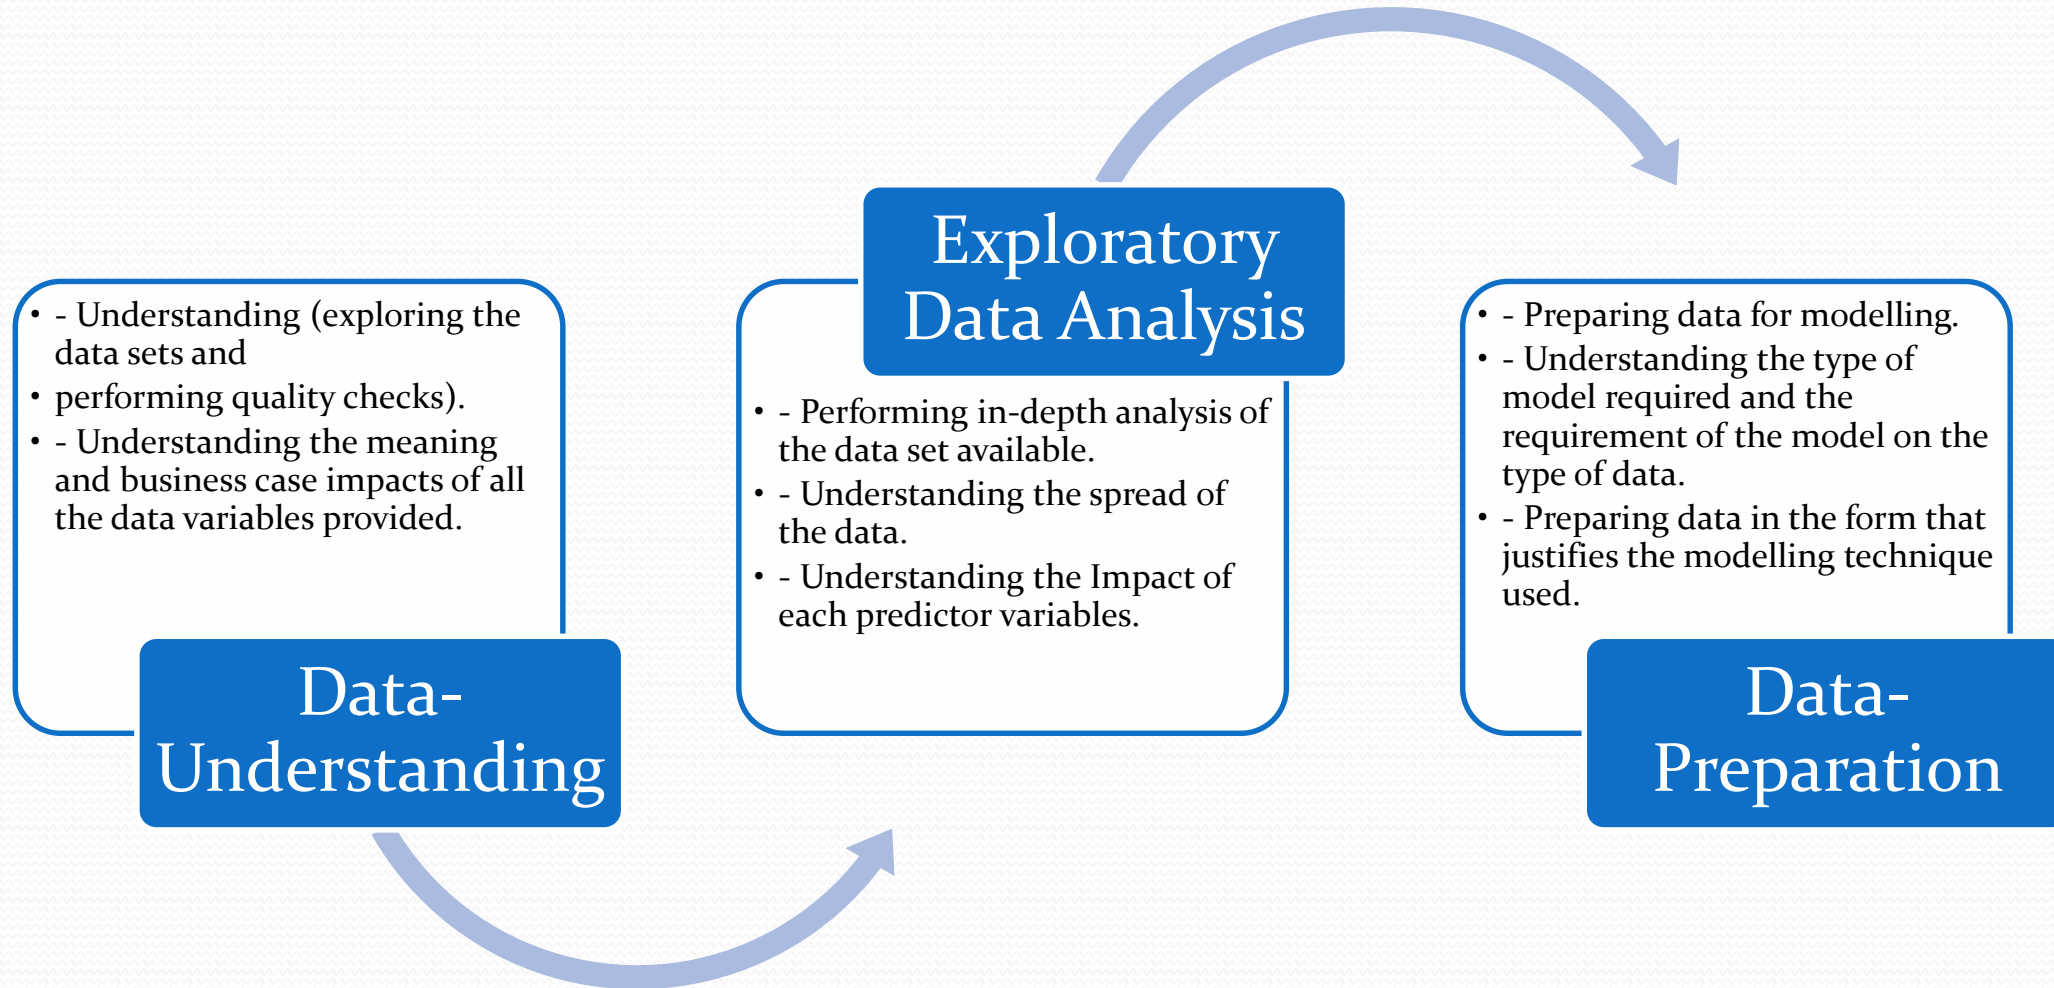 • - Understanding (exploring the
data sets and
• performing quality checks).
• - Understanding the meaning
and business case impacts of all
the data variables provided.
Data-
Understanding
Exploratory
Data Analysis
• - Performing in-depth analysis of
the data set available.
• - Understanding the spread of
the data.
• - Understanding the Impact of
each predictor variables.
• - Preparing data for modelling.
• - Understanding the type of
model required and the
requirement of the model on the
type of data.
• - Preparing data in the form that
justifies the modelling technique
used.
Data-
Preparation